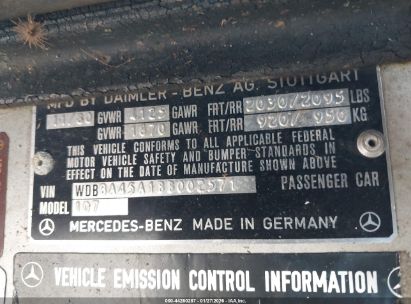 MFD BY DAIMLER-BENZ AG. STUTTGART
11/80 GVWR 4125 GAWR FRT/RR 2030/2095 LBS
GVWR 1870 GAWR FRT/RR 920/ 950 KG
THIS VEHICLE CONFORMS TO ALL APPLICABLE FEDERAL
MOTOR VEHICLE SAFETY AND BUMPER-STANDARDS IN
EFFECT ON THE DATE OF MANUFACTURE SHOWN ABOVE.
VIN WDBBA45A1BB002571 PASSENGER CAR
MODEL 107
MERCEDES-BENZ MADE IN GERMANY
VEHICLE EMISSION CONTROL INFORMATION